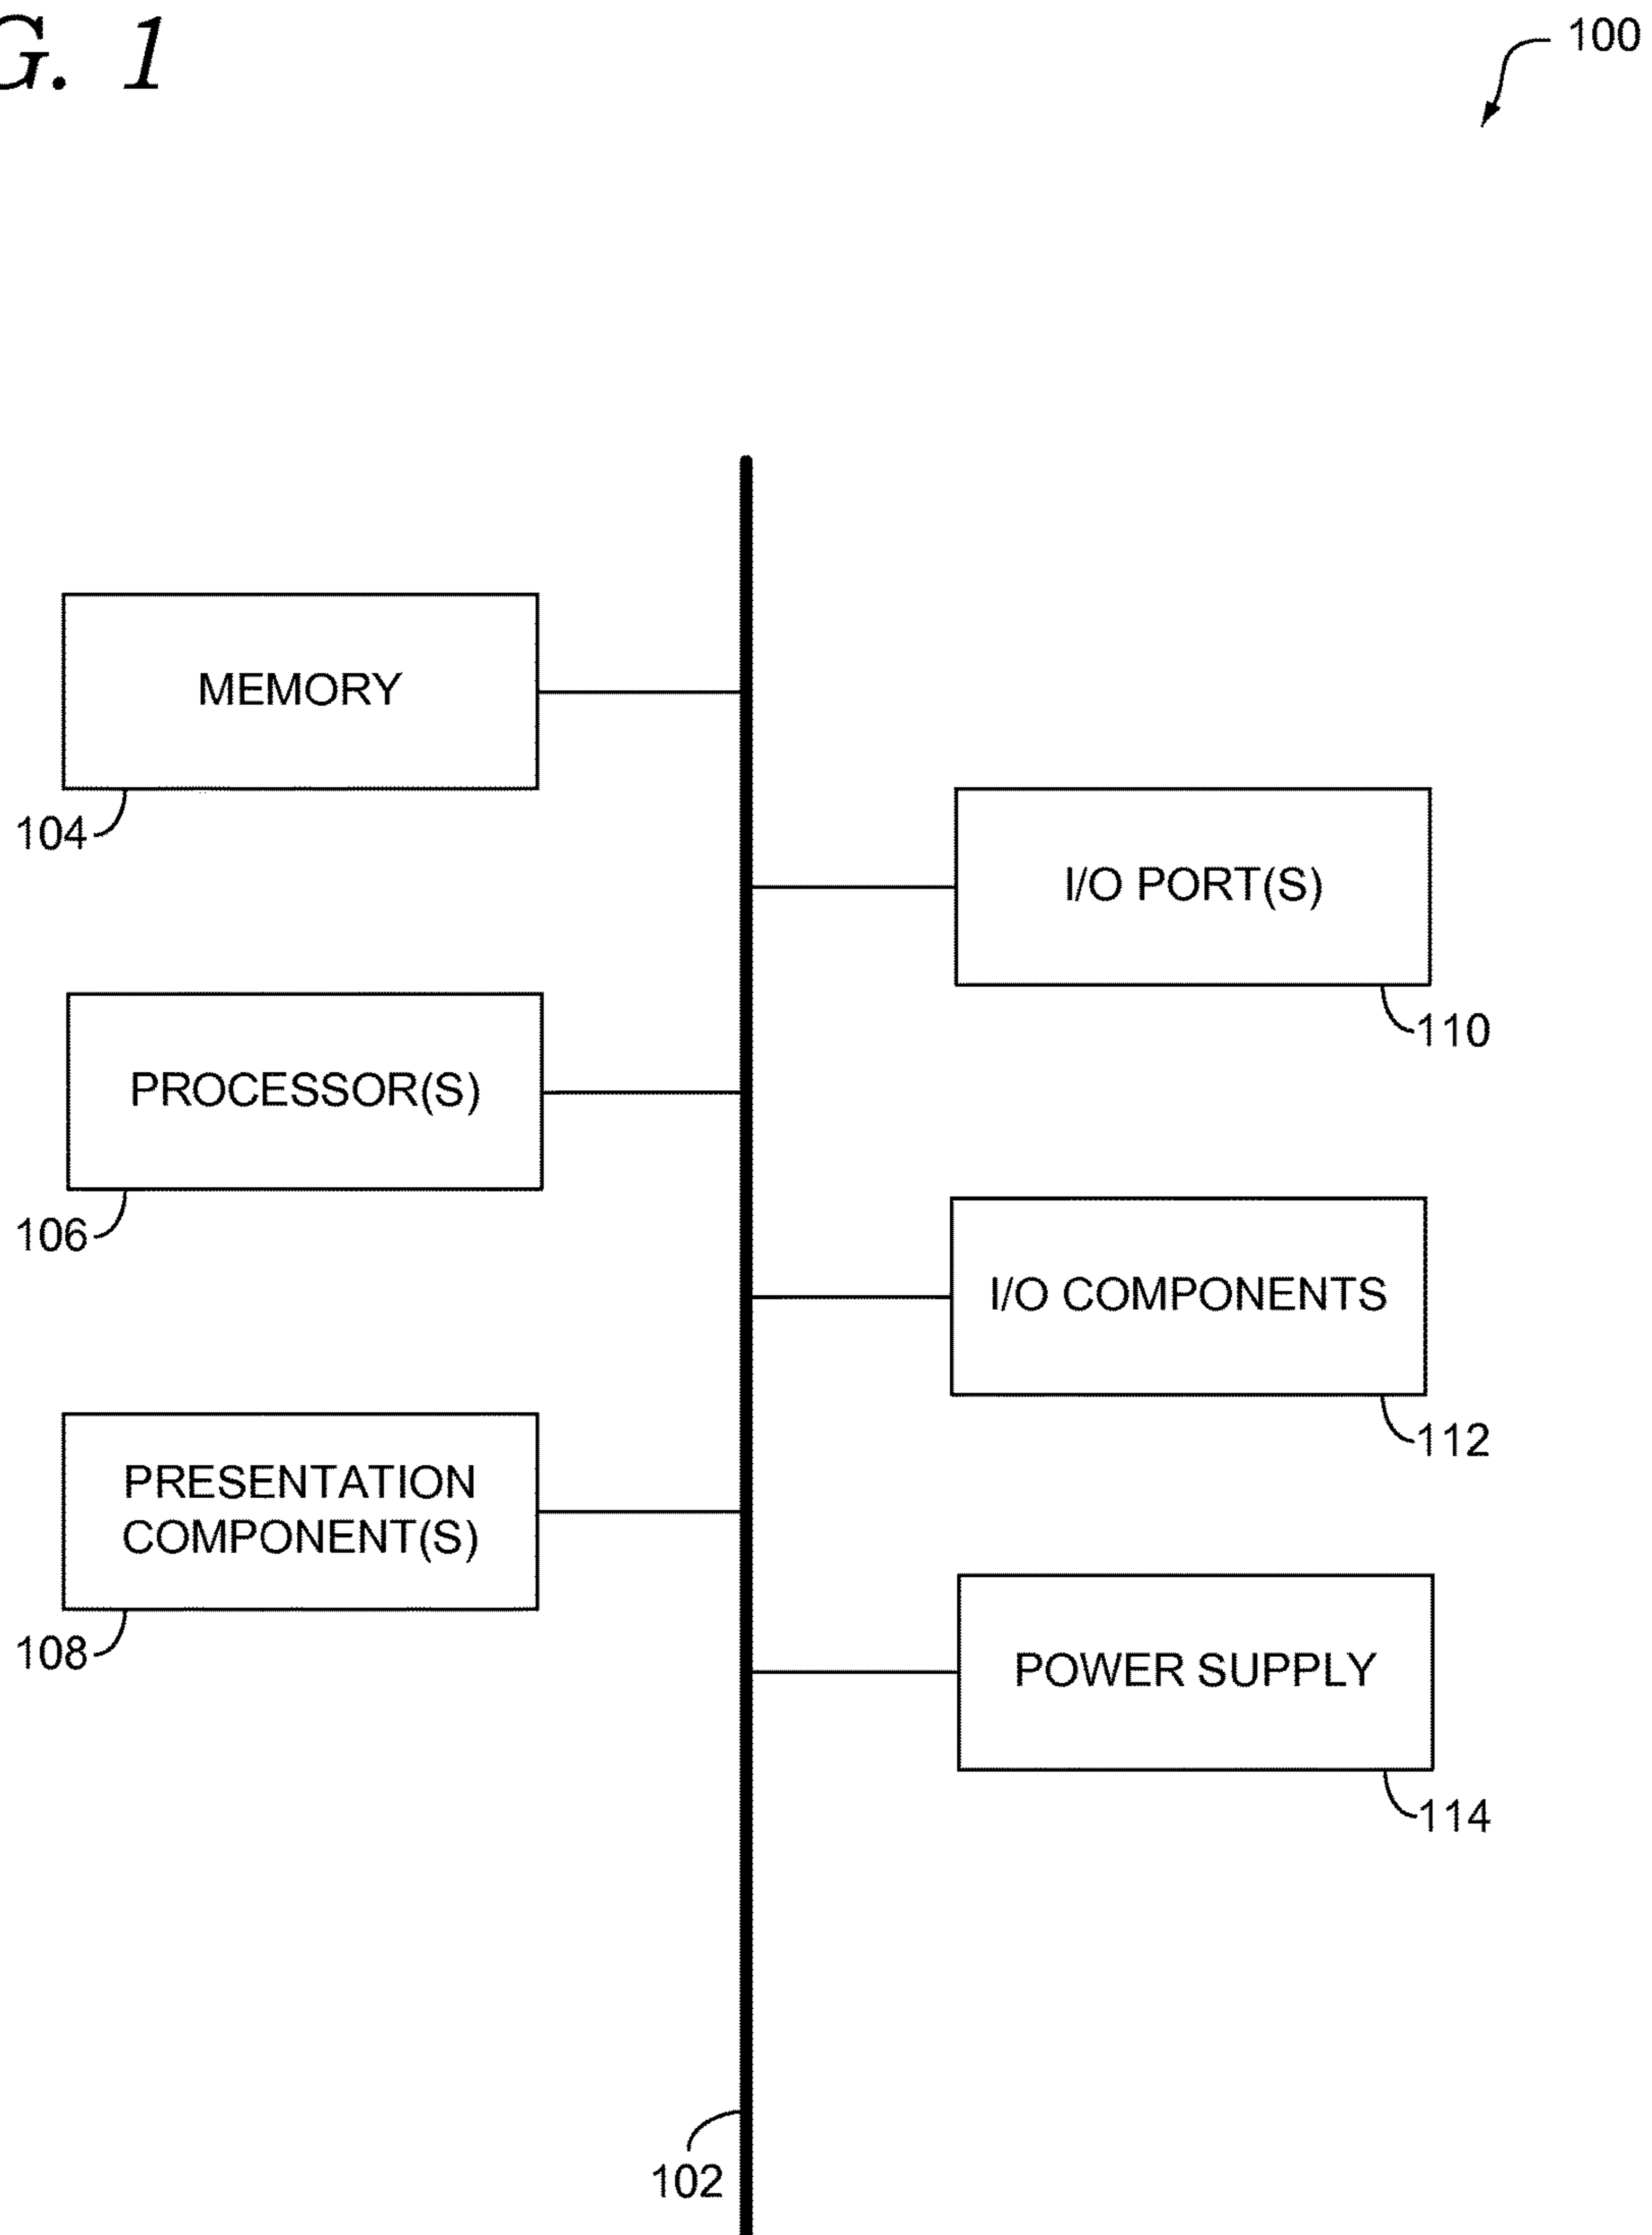 G. 1
100
MEMORY
104
I/O PORT(S)
110
PROCESSOR(S)
106
I/O COMPONENTS
112
PRESENTATION
COMPONENT(S)
108
POWER SUPPLY
114
102